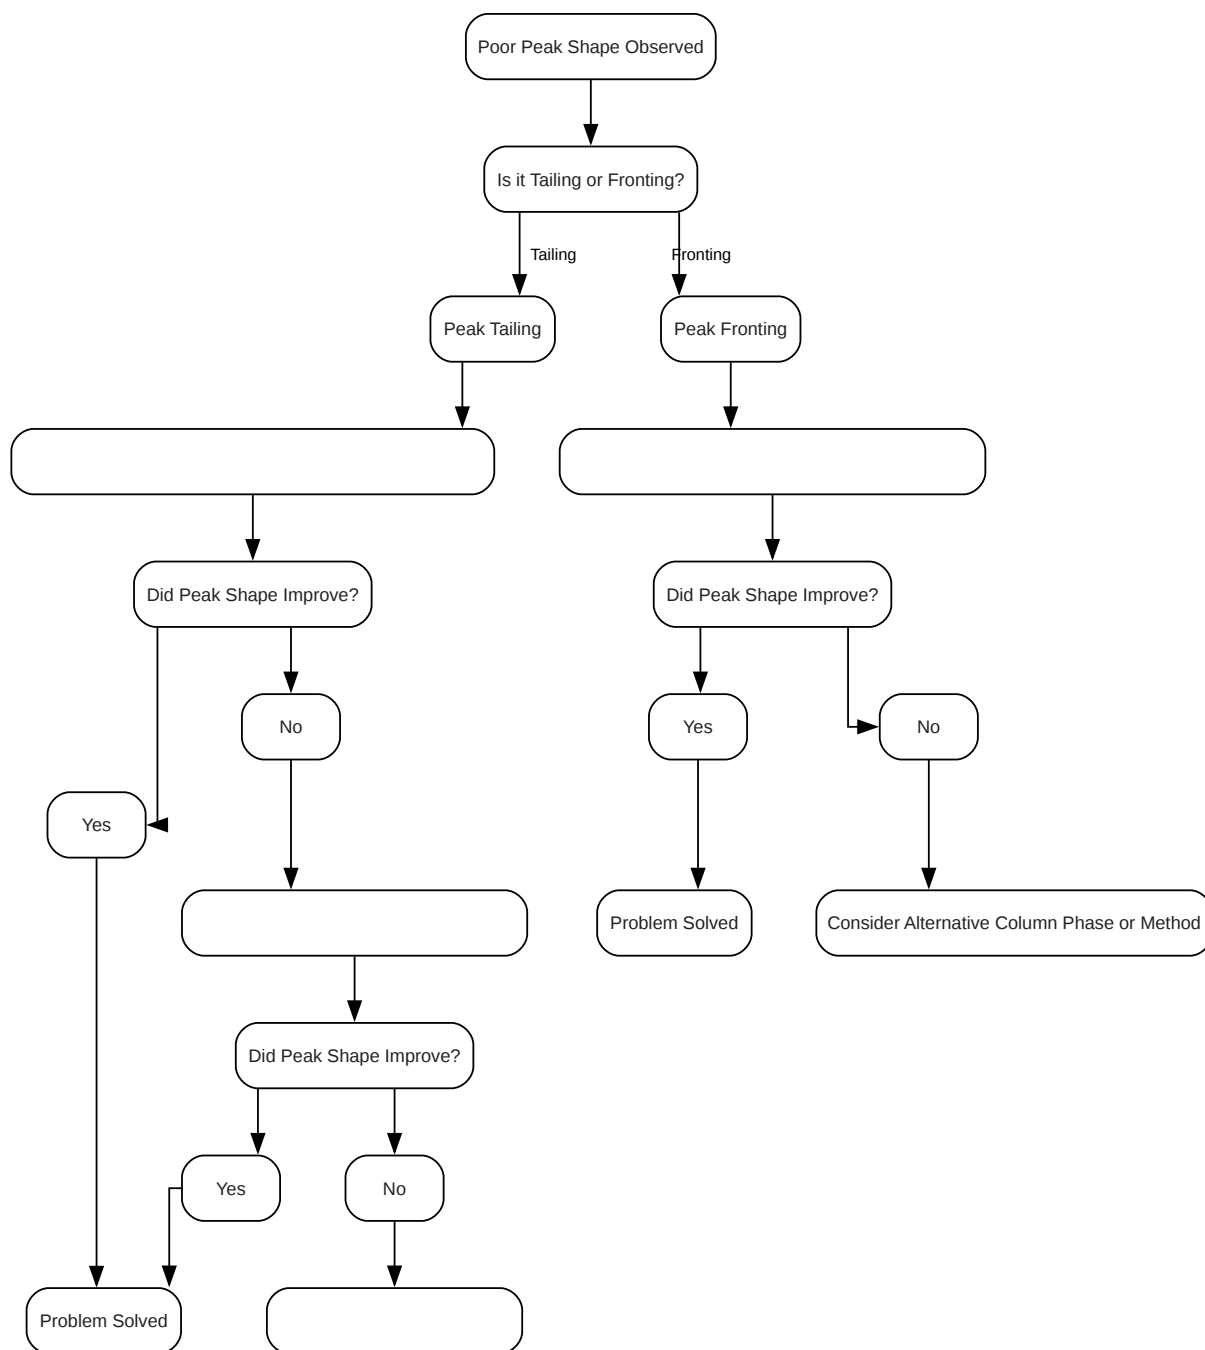 Poor Peak Shape Observed
Is it Tailing or Fronting?
Tailing
Fronting
Peak Tailing
Peak Fronting
Did Peak Shape Improve?
Did Peak Shape Improve?
No
Yes
No
Yes
Problem Solved
Consider Alternative Column Phase or Method
Did Peak Shape Improve?
Yes
No
Problem Solved